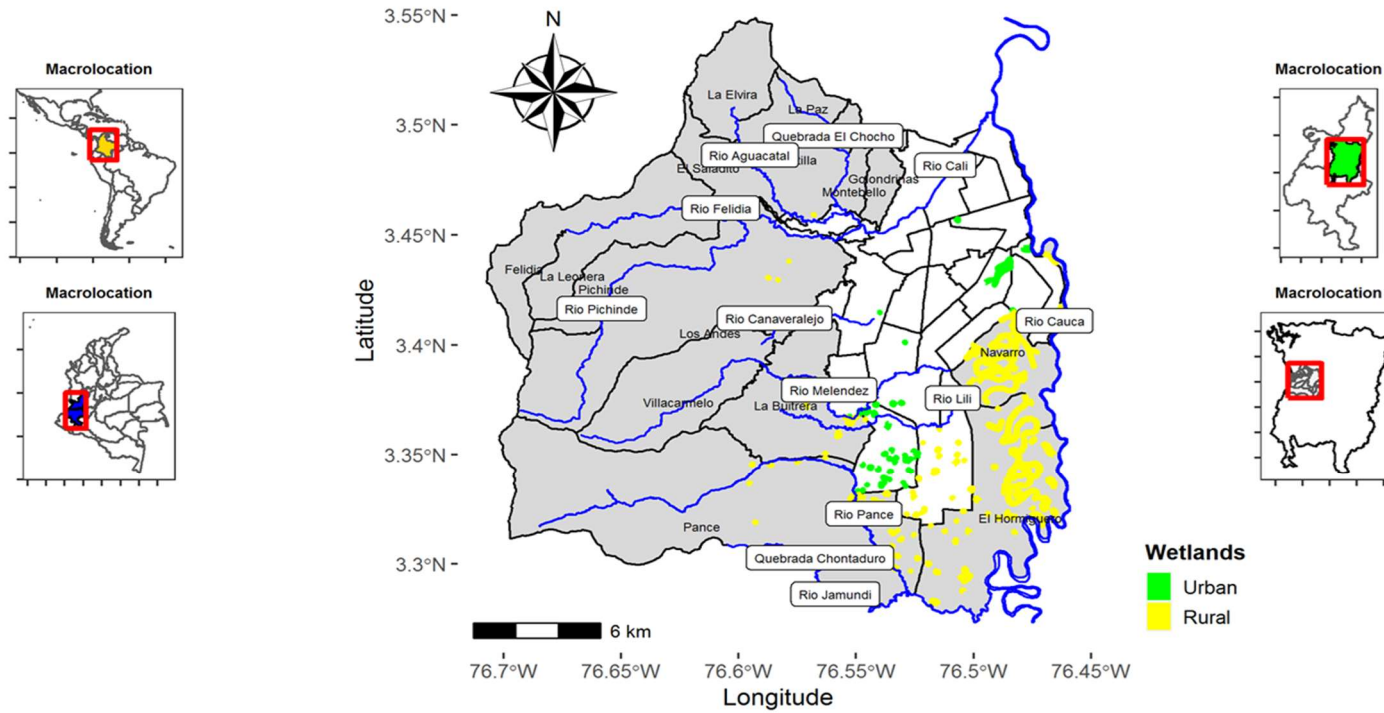 Macrolocation
Macrolocation
Latitude
3.55°N
3.5°N
3.45°N
3.4°N
3.35°N
3.3°N
N
La Elvira
La Paz
Quebrada El Chocho
Rio Aguacatal
tilla
Rio Cali
El Saladito
Golondrinas
Montebello
Rio Felidia
Felidia
La Leonera
Pichinde
Rio Pichinde
Rio Canaveralejo
Rio Cauca
Los Andes
Navarro
Rio Melendez
Rio Lili
Villacarmelo
La Buitrera
Rio Pance
El Hormiguero
Pance
Quebrada Chontaduro
Rio Jamundi
6 km
76.7°W
76.65°W
76.6°W
76.55°W
76.5°W
76.45°W
Longitude
Macrolocation
Macrolocation
Wetlands
Urban
Rural